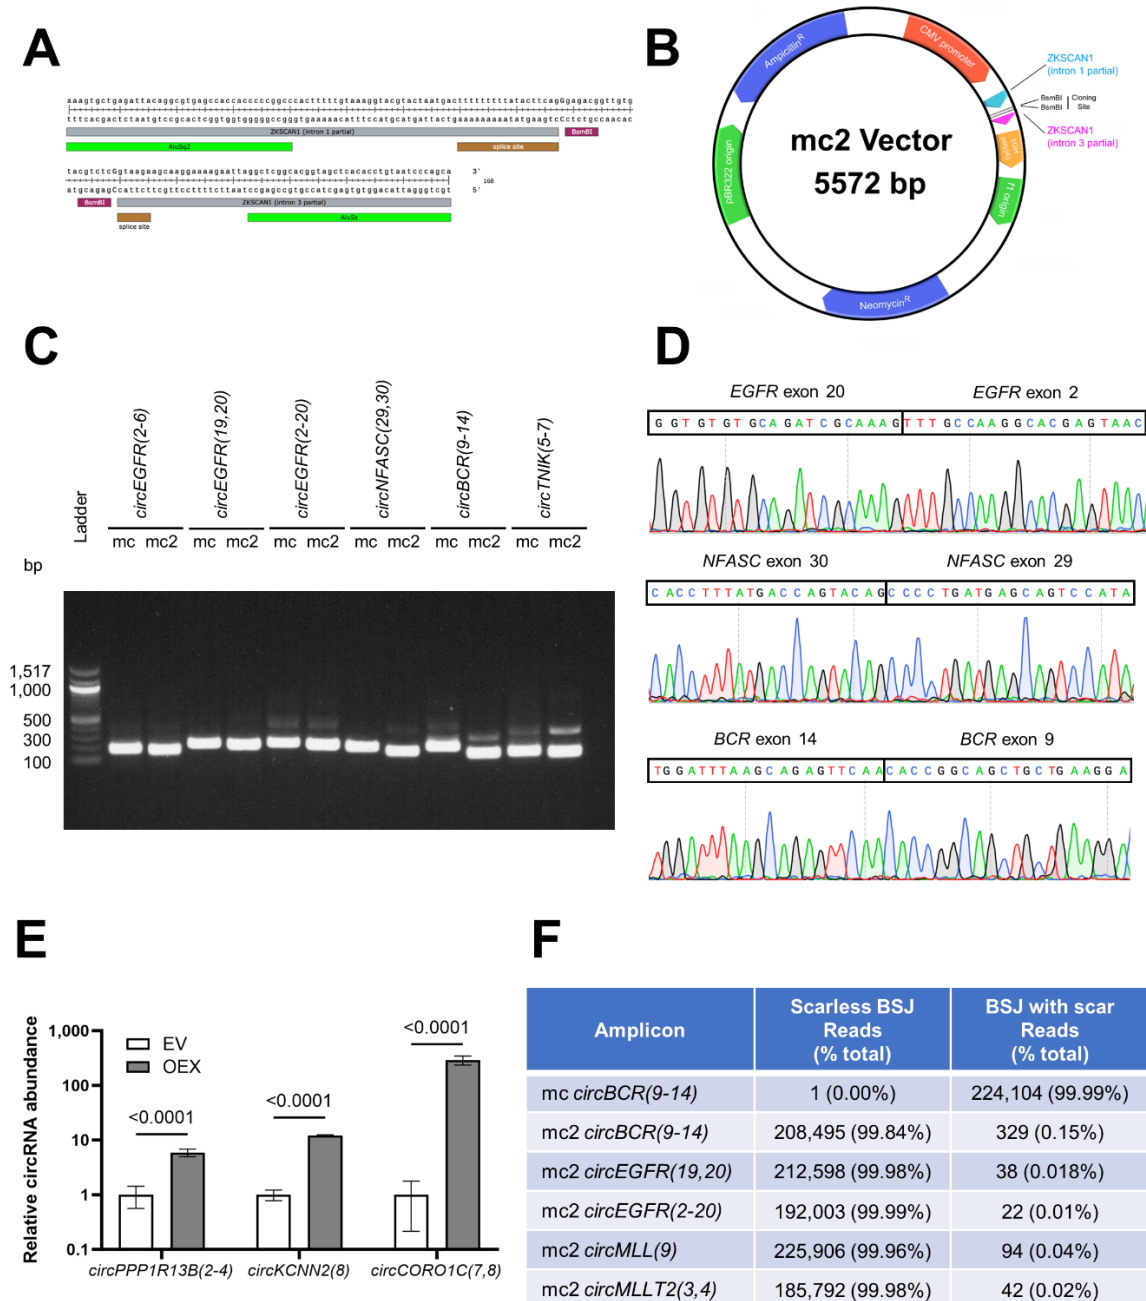 A
aaagtgctgagattacaggcgtgagccaccacccccggcccactttttgtaaaggtacgtactaatgactttttttttatacttcaggGagacggttgtg
tttcacgactctaatgtccgcactcggtggtgggggccgggtgaaaaacatttccatgcatgattactgaaaaaaaaatatgaagtcCctctgccaacac
ZKSCAN1 (intron 1 partial)
BsmBI
AluSq2
splice site
tacgtctcGgtaagaagcaaggaaaagaattaggctcggcacggtagctcacacctgtaatcccagca 3'
168
atgcagagCcattcttcgttccttttcttaatccgagccgtgccatcgagtgtggacattagggtcgt 5'
BsmBI
ZKSCAN1 (intron 3 partial)
splice site
AluSz
B
Ampicillin^R
CMV promoter
ZKSCAN1
(intron 1 partial)
BsmBI
BsmBI
Cloning
Site
ZKSCAN1
(intron 3 partial)
f1 origin
Neomycin^R
pBR322 origin
mc2 Vector
5572 bp
C
Ladder
circEGFR(2-6)
circEGFR(19,20)
circEGFR(2-20)
circNFASC(29,30)
circBCR(9-14)
circTNIK(5-7)
mc mc2 mc mc2 mc mc2 mc mc2 mc mc2 mc mc2
bp
1,517
1,000
500
300
100
D
EGFR exon 20 EGFR exon 2
GGTGTGTGCAGATCGCAAAGTTTGCCAAGGCACGAGTAAC
NFASC exon 30 NFASC exon 29
CACCTTTATGACCAGTACAGCCCCTGATGAGCAGTCCATA
BCR exon 14 BCR exon 9
TGGATTTAAGCAGAGTTCAACACCGGCAGCTGCTGAAGGA
E
Relative circRNA abundance
1,000
100
10
1
0.1
EV
OEX
<0.0001
<0.0001
<0.0001
circPPP1R13B(2-4) circKCNN2(8) circCORO1C(7,8)
F
Amplicon
Scarless BSJ
Reads
(% total)
BSJ with scar
Reads
(% total)
mc circBCR(9-14) 1 (0.00%) 224,104 (99.99%)
mc2 circBCR(9-14) 208,495 (99.84%) 329 (0.15%)
mc2 circEGFR(19,20) 212,598 (99.98%) 38 (0.018%)
mc2 circEGFR(2-20) 192,003 (99.99%) 22 (0.01%)
mc2 circMLL(9) 225,906 (99.96%) 94 (0.04%)
mc2 circMLLT2(3,4) 185,792 (99.98%) 42 (0.02%)